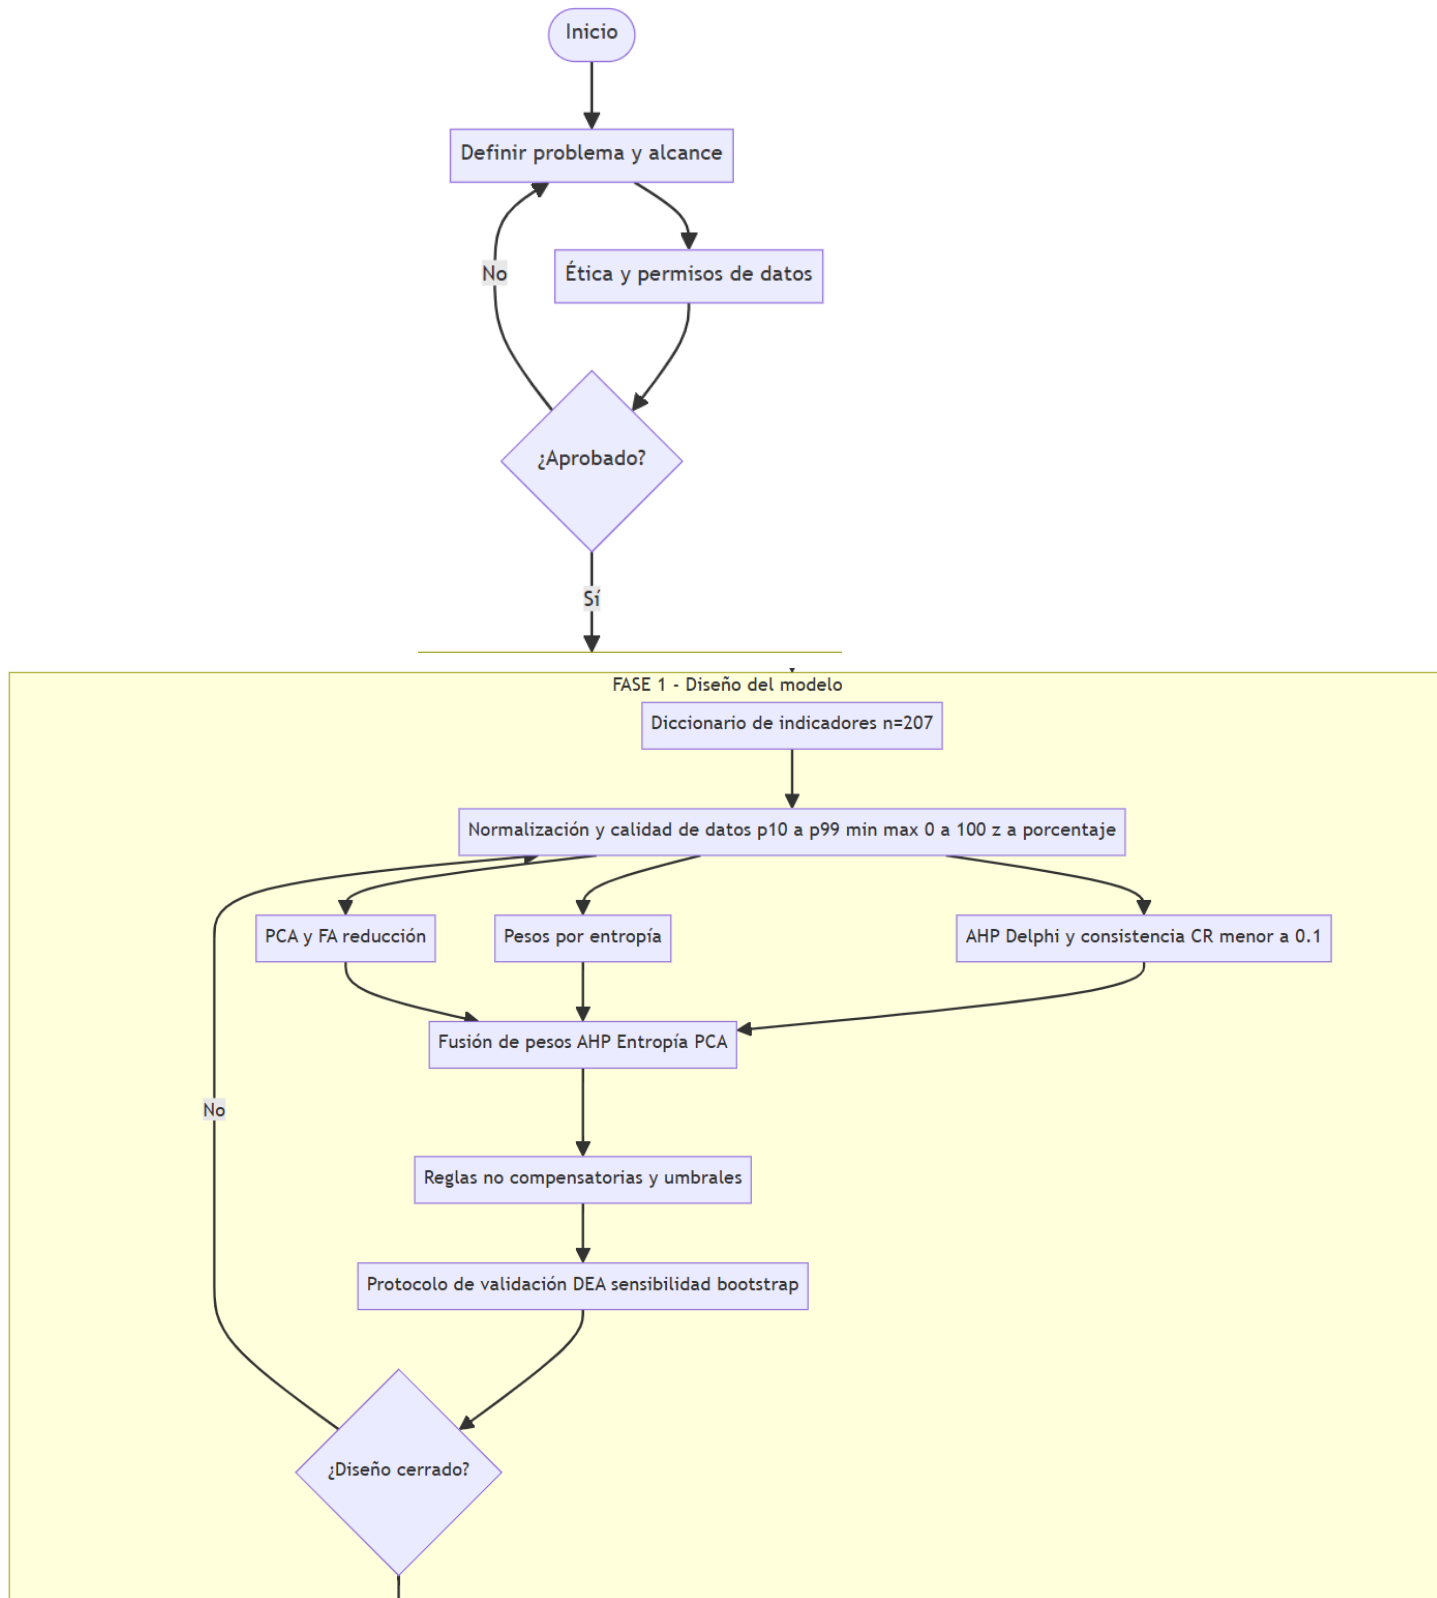 Inicio
Definir problema y alcance
No
Ética y permisos de datos
¿Aprobado?
Sí
FASE 1 - Diseño del modelo
Diccionario de indicadores n=207
Normalización y calidad de datos p10 a p99 min max 0 a 100 z a porcentaje
PCA y FA reducción
Pesos por entropía
AHP Delphi y consistencia CR menor a 0.1
Fusión de pesos AHP Entropía PCA
No
Reglas no compensatorias y umbrales
Protocolo de validación DEA sensibilidad bootstrap
¿Diseño cerrado?